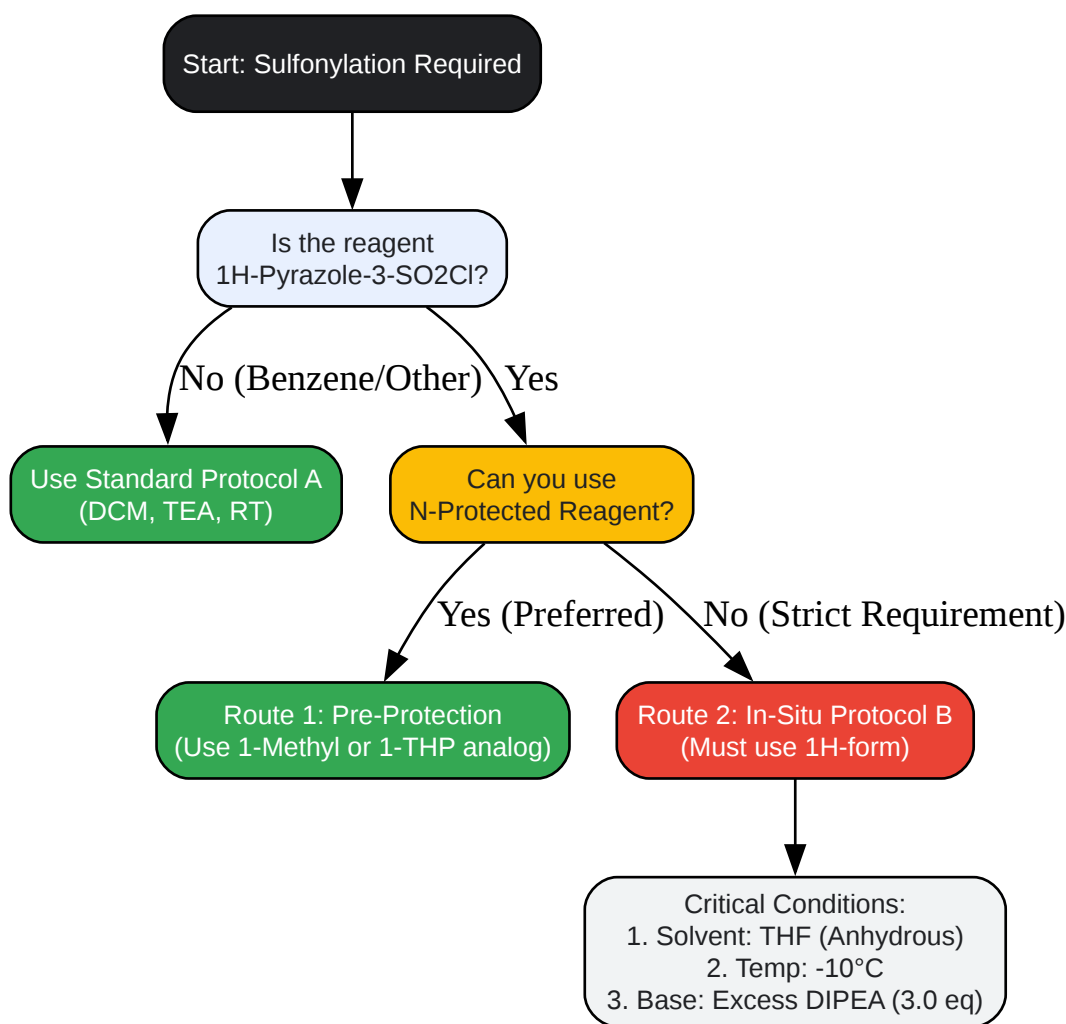 Start: Sulfonylation Required
Is the reagent
1H-Pyrazole-3-SO2Cl?
No (Benzene/Other)
Yes
Use Standard Protocol A
(DCM, TEA, RT)
Can you use
N-Protected Reagent?
Yes (Preferred)
No (Strict Requirement)
Route 1: Pre-Protection
(Use 1-Methyl or 1-THP analog)
Route 2: In-Situ Protocol B
(Must use 1H-form)
Critical Conditions:
1. Solvent: THF (Anhydrous)
2. Temp: -10°C
3. Base: Excess DIPEA (3.0 eq)